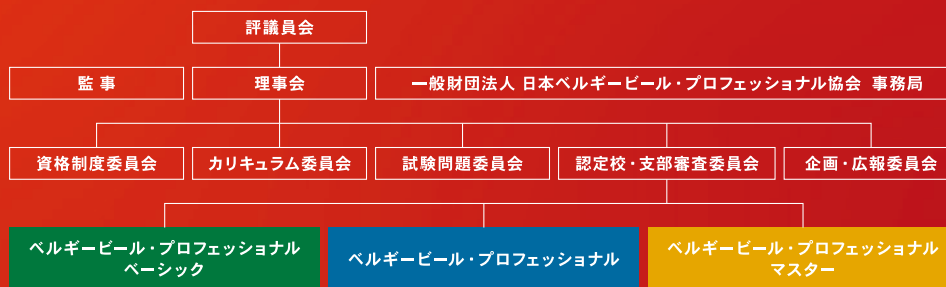 評議員会
監 事
理事会
一般財団法人 日本ベルギービール・プロフェッショナル協会 事務局
資格制度委員会
カリキュラム委員会
試験問題委員会
認定校・支部審査委員会
企画・広報委員会
ベルギービール・プロフェッショナル
ベーシック
ベルギービール・プロフェッショナル
ベルギービール・プロフェッショナル
マスター